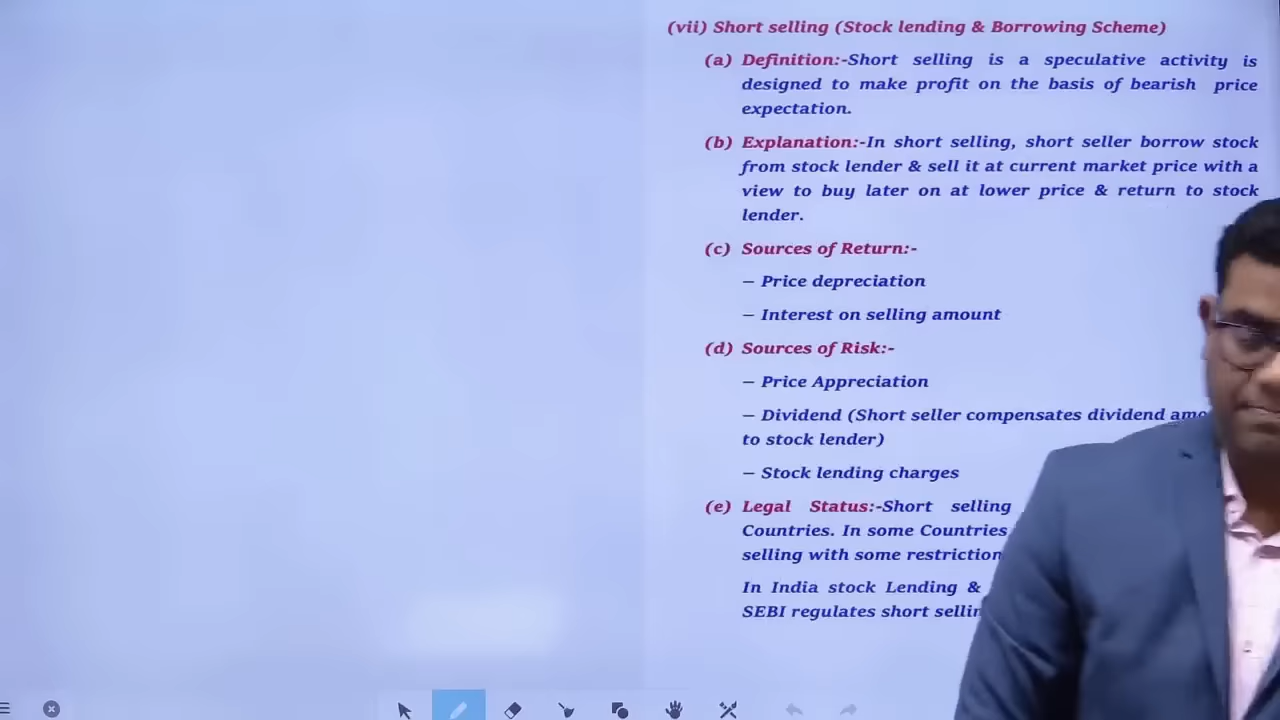 (vii) Short selling (Stock lending & Borrowing Scheme)
(a) Definition:-Short selling is a speculative activity is
designed to make profit on the basis of bearish price
expectation.
(b) Explanation:-In short selling, short seller borrow stock
from stock lender & sell it at current market price with a
view to buy later on at lower price & return to stock
lender.
(c) Sources of Return:-
– Price depreciation
– Interest on selling amount
(d) Sources of Risk:-
– Price Appreciation
– Dividend (Short seller compensates dividend
to stock lender)
– Stock lending charges
(e) Legal Status:-Short selling
Countries. In some Countries
selling with some restriction
In India stock Lending &
SEBI regulates short